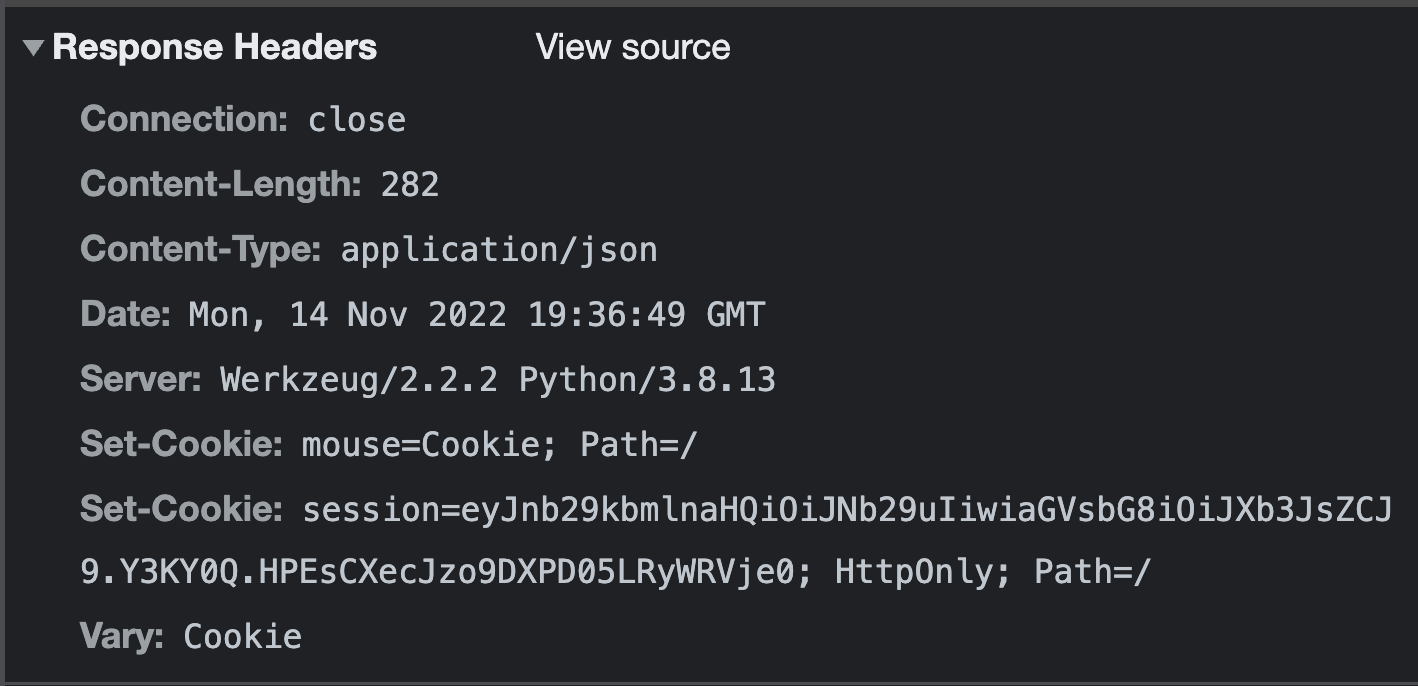 Response Headers View source
Connection: close
Content-Length: 282
Content-Type: application/json
Date: Mon, 14 Nov 2022 19:36:49 GMT
Server: Werkzeug/2.2.2 Python/3.8.13
Set-Cookie: mouse=Cookie; Path=/
Set-Cookie: session=eyJnb29kbmlnaHQiOiJNb29uIiwiaGVsbG8iOiJXb3JsZCJ
9.Y3KY0Q.HPEsCXecJzo9DXPD05LRyWRVje0; HttpOnly; Path=/
Vary: Cookie